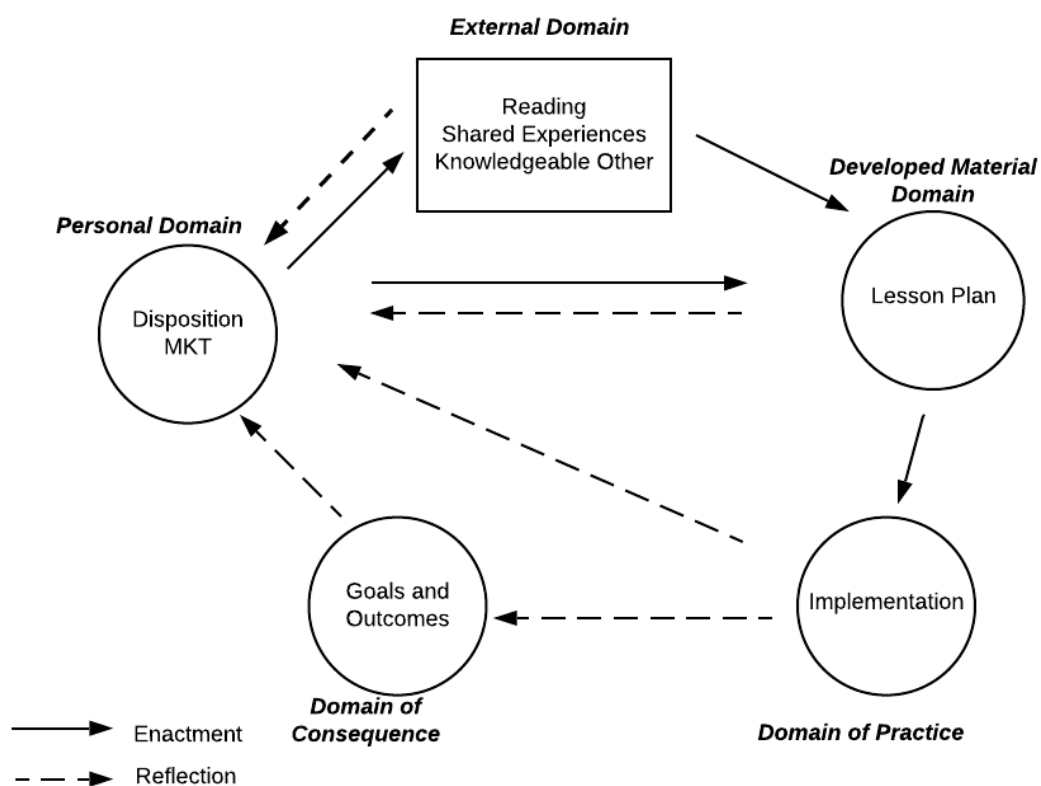 External Domain
Reading
Shared Experiences
Knowledgeable Other
Developed Material
Domain
Lesson Plan
Personal Domain
Disposition
MKT
Goals and
Outcomes
Implementation
Domain of
Consequence
Domain of Practice
Enactment
Reflection